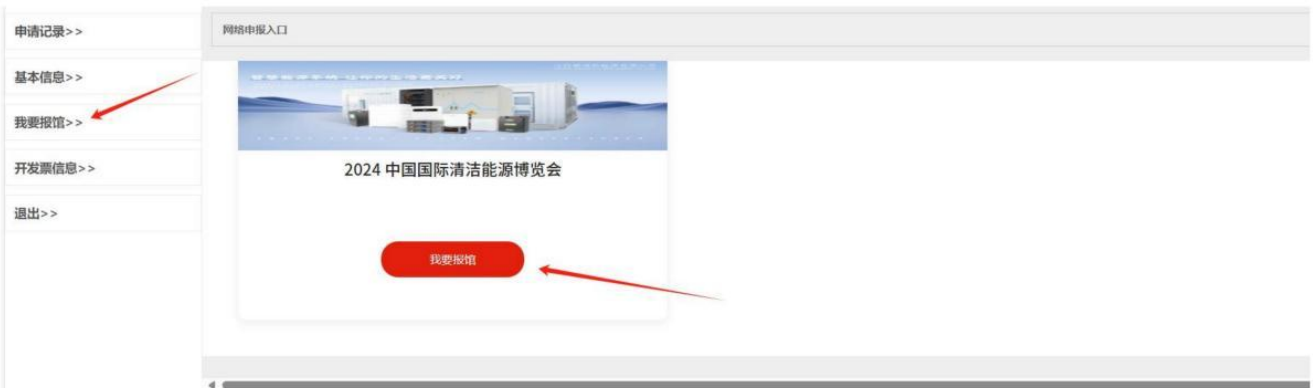 申请记录>>
基本信息>>
我要报馆>>
开发票信息>>
退出>>
网络申报入口
2024 中国国际清洁能源博览会
我要报馆